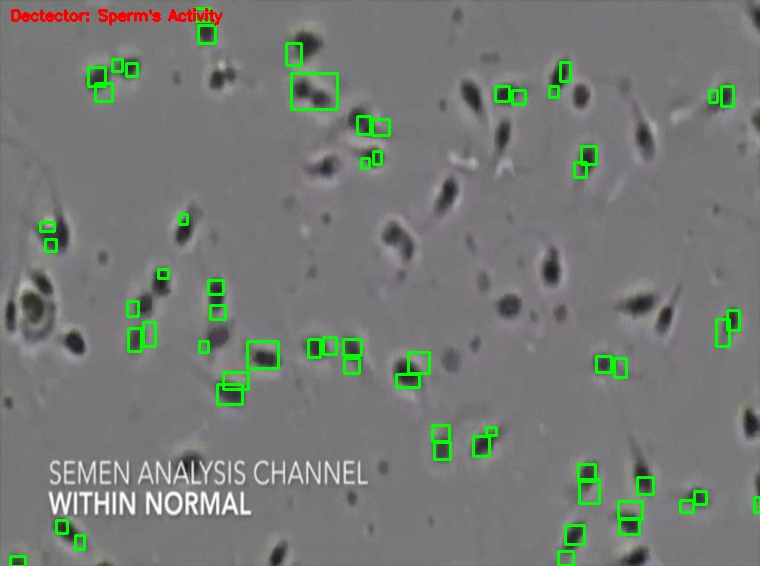 Dectector: Sperm's Activity
SEMEN ANALYSIS CHANNEL
WITHIN NORMAL